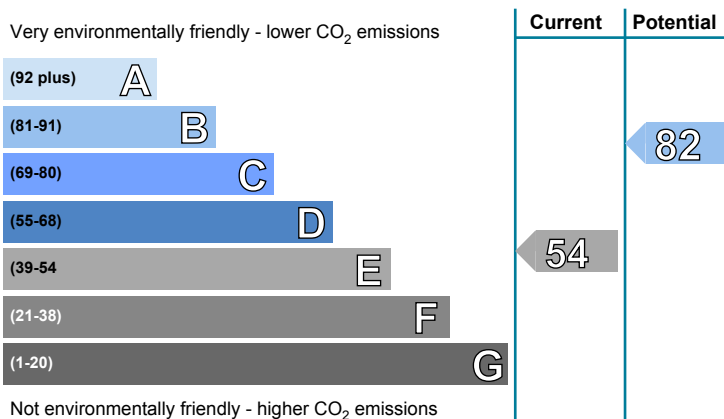 Current Potential
Very environmentally friendly - lower CO2 emissions
(92 plus) A
(81-91) B
82
(69-80) C
(55-68) D
54
(39-54 E
(21-38) F
(1-20) G
Not environmentally friendly - higher CO2 emissions